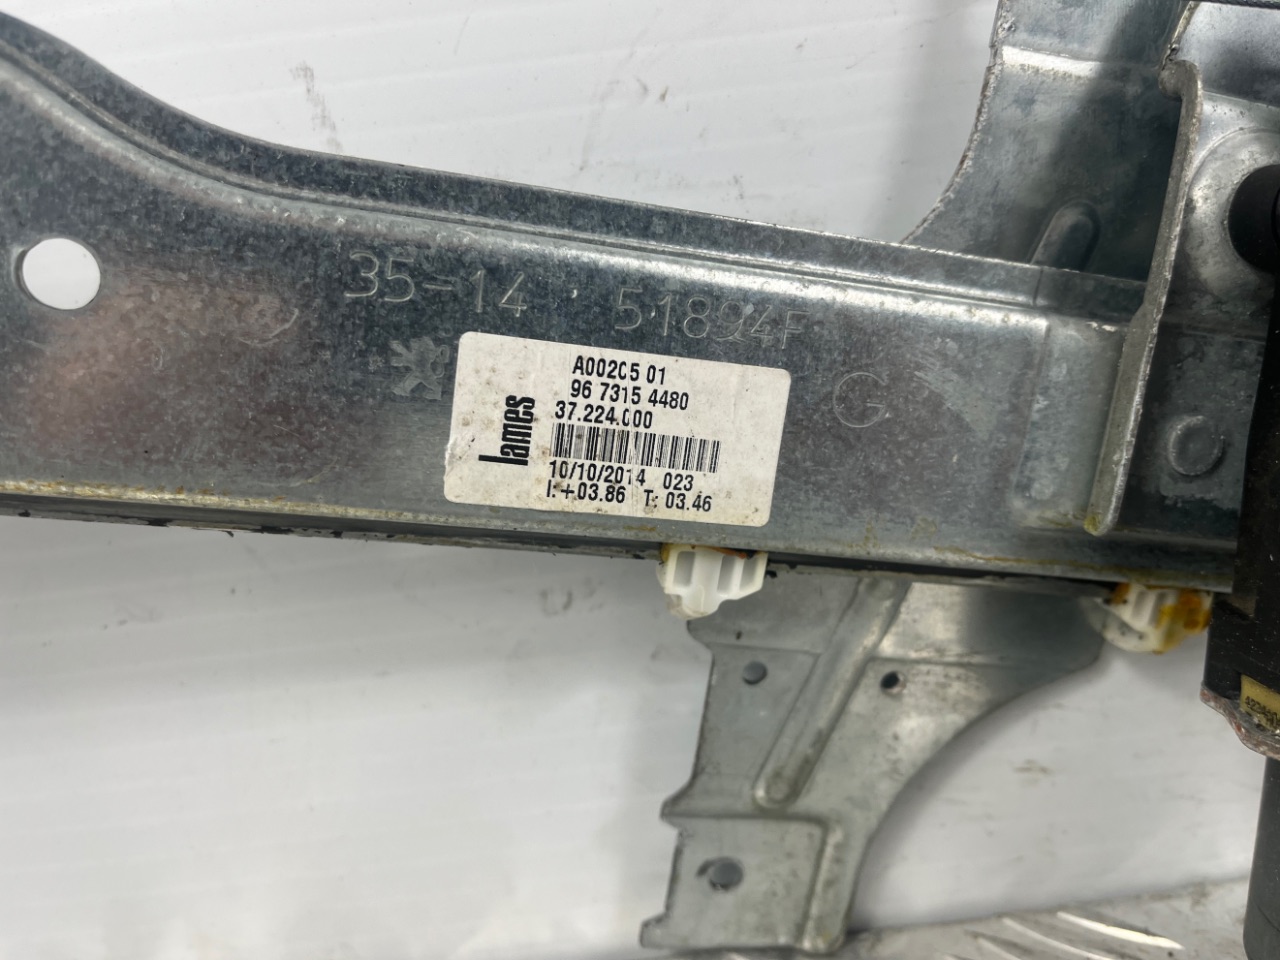 35-14 51894F
G
lames
A002C5 01
96 7315 4480
37.224.000
10/10/2014 023
I:+03.86 T: 03.46